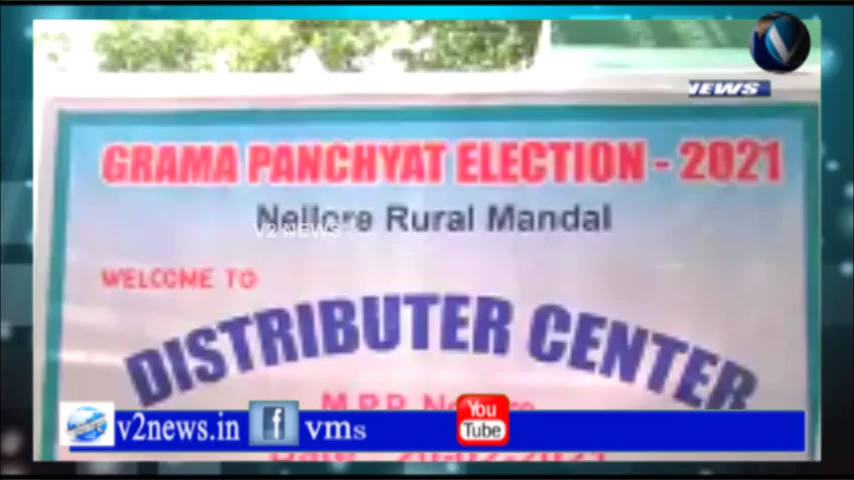 NEWS
GRAMA PANCHYAT ELECTION - 2021
Nellore Rural Mandal
V2 NEWS
WELCOME TO
DISTRIBUTER CENTER
v2news.in f vms You Tube